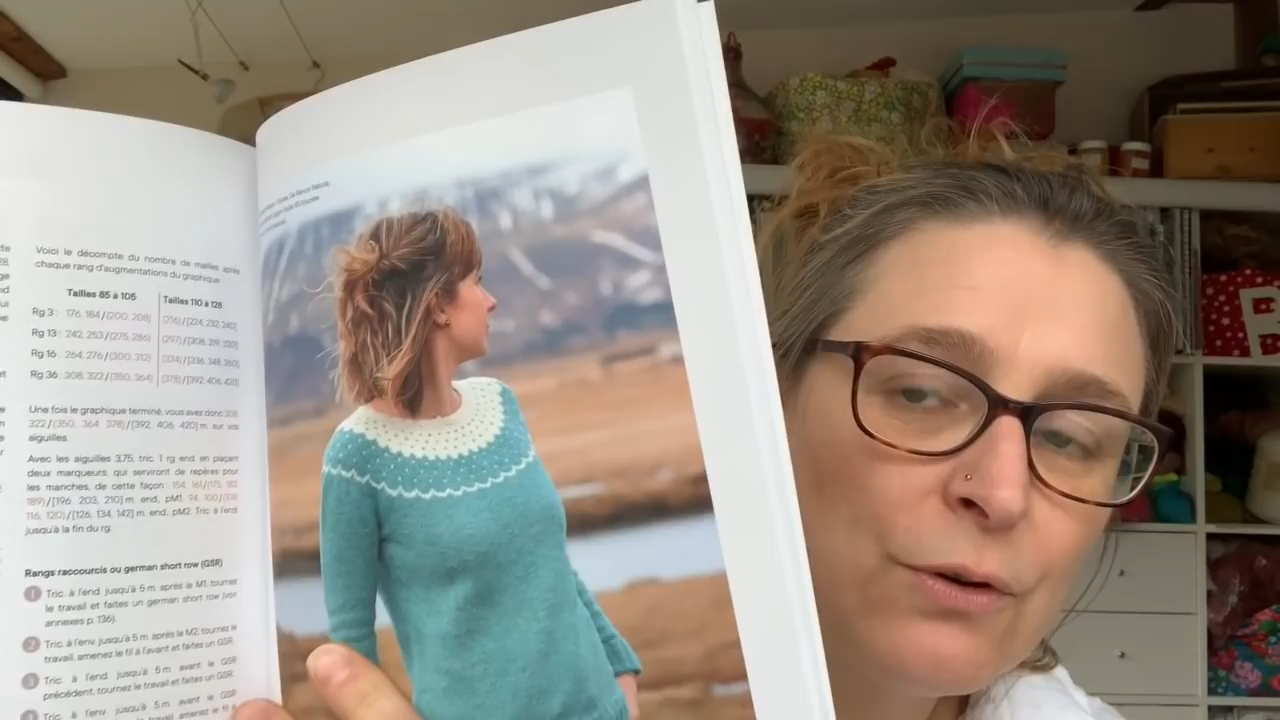 Voici le décompte du nombre de mailles après
chaque rang d'augmentations du graphique:
Tailles 85 à 105
Tailles 110 à 128
Rg 3 : 176, 184/(200, 208)
(216)/[224, 232, 240]
Rg 13 : 242, 253/(275, 286)
(297)/[308, 319, 330]
Rg 16 : 264, 276/(300, 312)
(324)/[336, 348, 360]
Rg 36 : 308, 322/(350, 364)
(378)/[392, 406, 420]
Une fois le graphique terminé, vous avez donc 308,
322/(350, 364, 378)/[392, 406, 420] m. sur vos
aiguilles.
Avec les aiguilles 3,75, tric. 1 rg end. en plaçant
deux marqueurs, qui serviront de repères pour
les manches, de cette façon : 154, 161/(175, 182,
189)/[196, 203, 210] m. end., pM1, 94, 100/(108,
116, 120)/[126, 134, 142] m. end., pM2. Tric. à l'end.
jusqu'à la fin du rg.
Rangs raccourcis ou german short row (GSR)
1 Tric. à l'end. jusqu'à 5 m. après le M1, tournez
le travail et faites un german short row (voir
annexes p. 136).
2 Tric. à l'env. jusqu'à 5 m. après le M2, tournez le
travail, amenez le fil à l'avant et faites un GSR.
3 Tric. à l'end. jusqu'à 5 m. avant le GSR
précédent, tournez le travail et faites un GSR.
Tric. à l'env. jusqu'à 5 m. avant le GSR